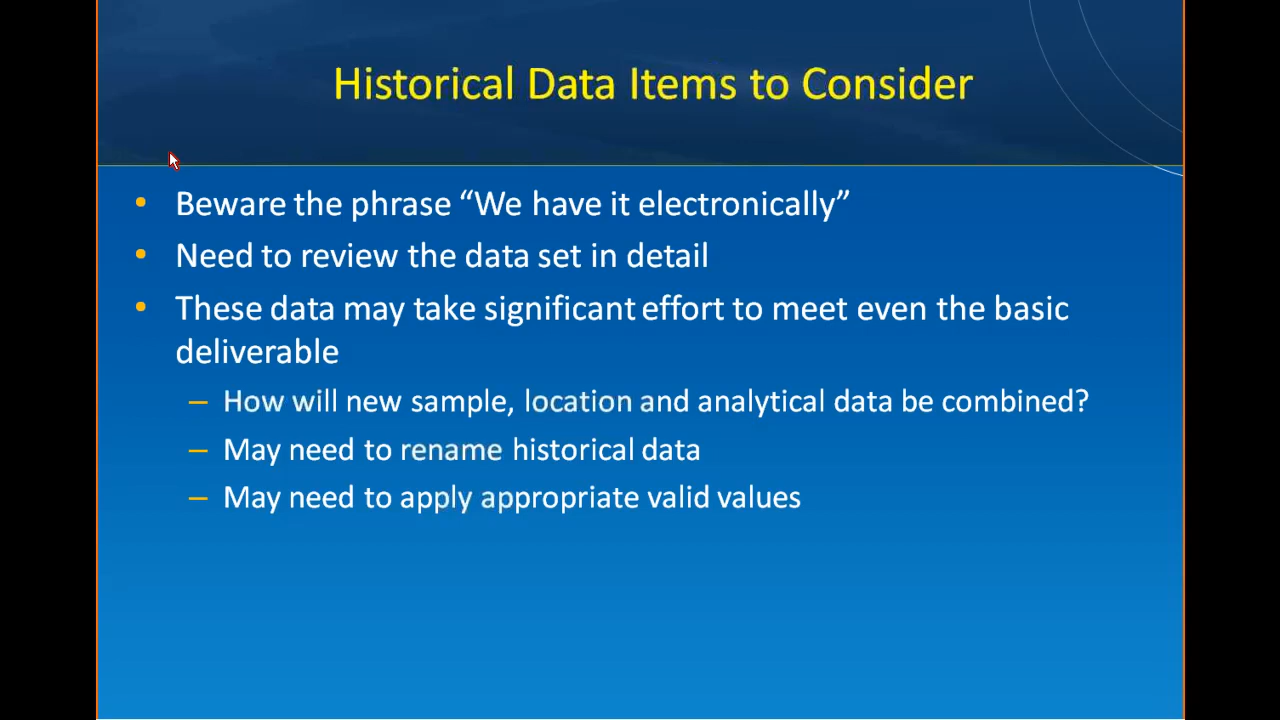 Historical Data Items to Consider
• Beware the phrase “We have it electronically”
• Need to review the data set in detail
• These data may take significant effort to meet even the basic
deliverable
– How will new sample, location and analytical data be combined?
– May need to rename historical data
– May need to apply appropriate valid values